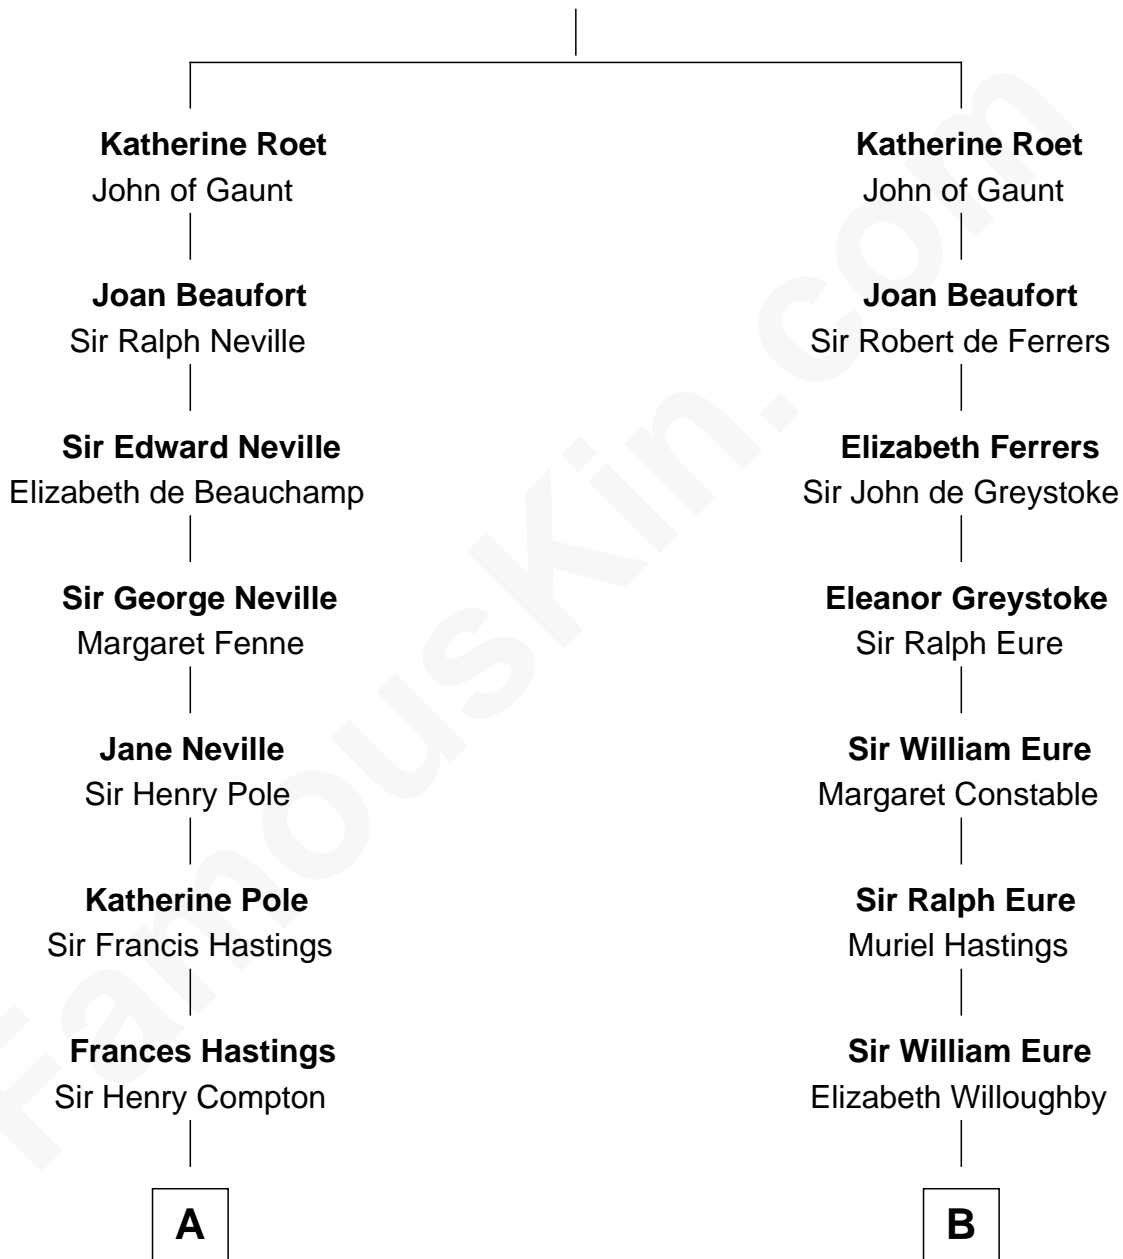 Katherine Roet
John of Gaunt
Joan Beaufort
Sir Ralph Neville
Sir Edward Neville
Elizabeth de Beauchamp
Sir George Neville
Margaret Fenne
Jane Neville
Sir Henry Pole
Katherine Pole
Sir Francis Hastings
Frances Hastings
Sir Henry Compton
A
Katherine Roet
John of Gaunt
Joan Beaufort
Sir Robert de Ferrers
Elizabeth Ferrers
Sir John de Greystoke
Eleanor Greystoke
Sir Ralph Eure
Sir William Eure
Margaret Constable
Sir Ralph Eure
Muriel Hastings
Sir William Eure
Elizabeth Willoughby
B
FamousKin.com